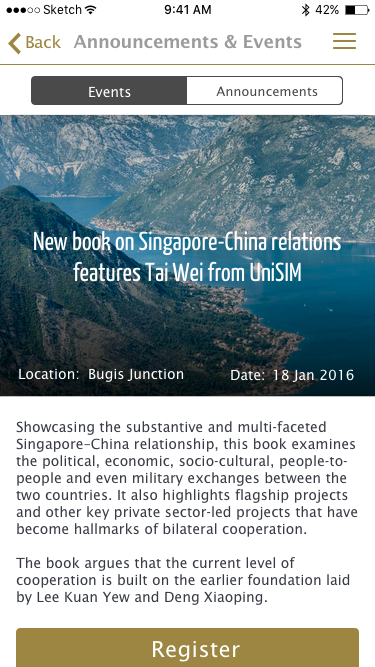 Sketch 9:41 AM 42%
Back Announcements & Events
Events Announcements
New book on Singapore-China relations
features Tai Wei from UniSIM
Location: Bugis Junction Date: 18 Jan 2016
Showcasing the substantive and multi-faceted
Singapore–China relationship, this book examines
the political, economic, socio-cultural, people-to-
people and even military exchanges between the
two countries. It also highlights flagship projects
and other key private sector-led projects that have
become hallmarks of bilateral cooperation.
The book argues that the current level of
cooperation is built on the earlier foundation laid
by Lee Kuan Yew and Deng Xiaoping.
Register